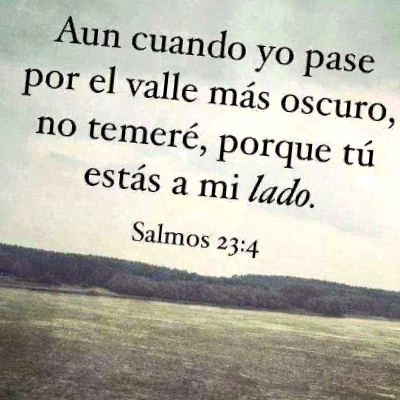 Aun cuando yo pase
por el valle más oscuro,
no temeré, porque tú
estás a mi lado.
Salmos 23:4